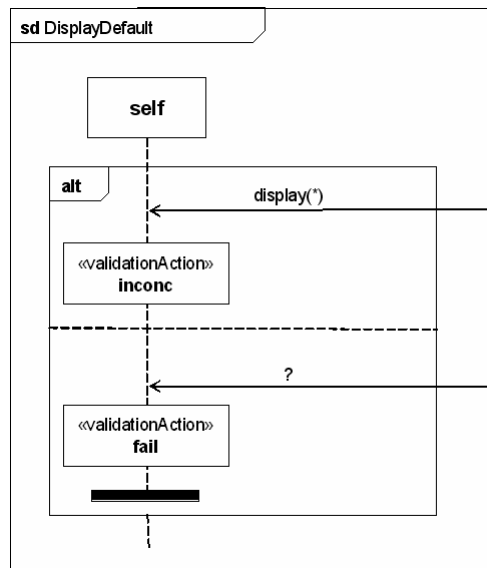 sd DisplayDefault
self
alt
display(*)
«validationAction»
inconc
?
«validationAction»
fail